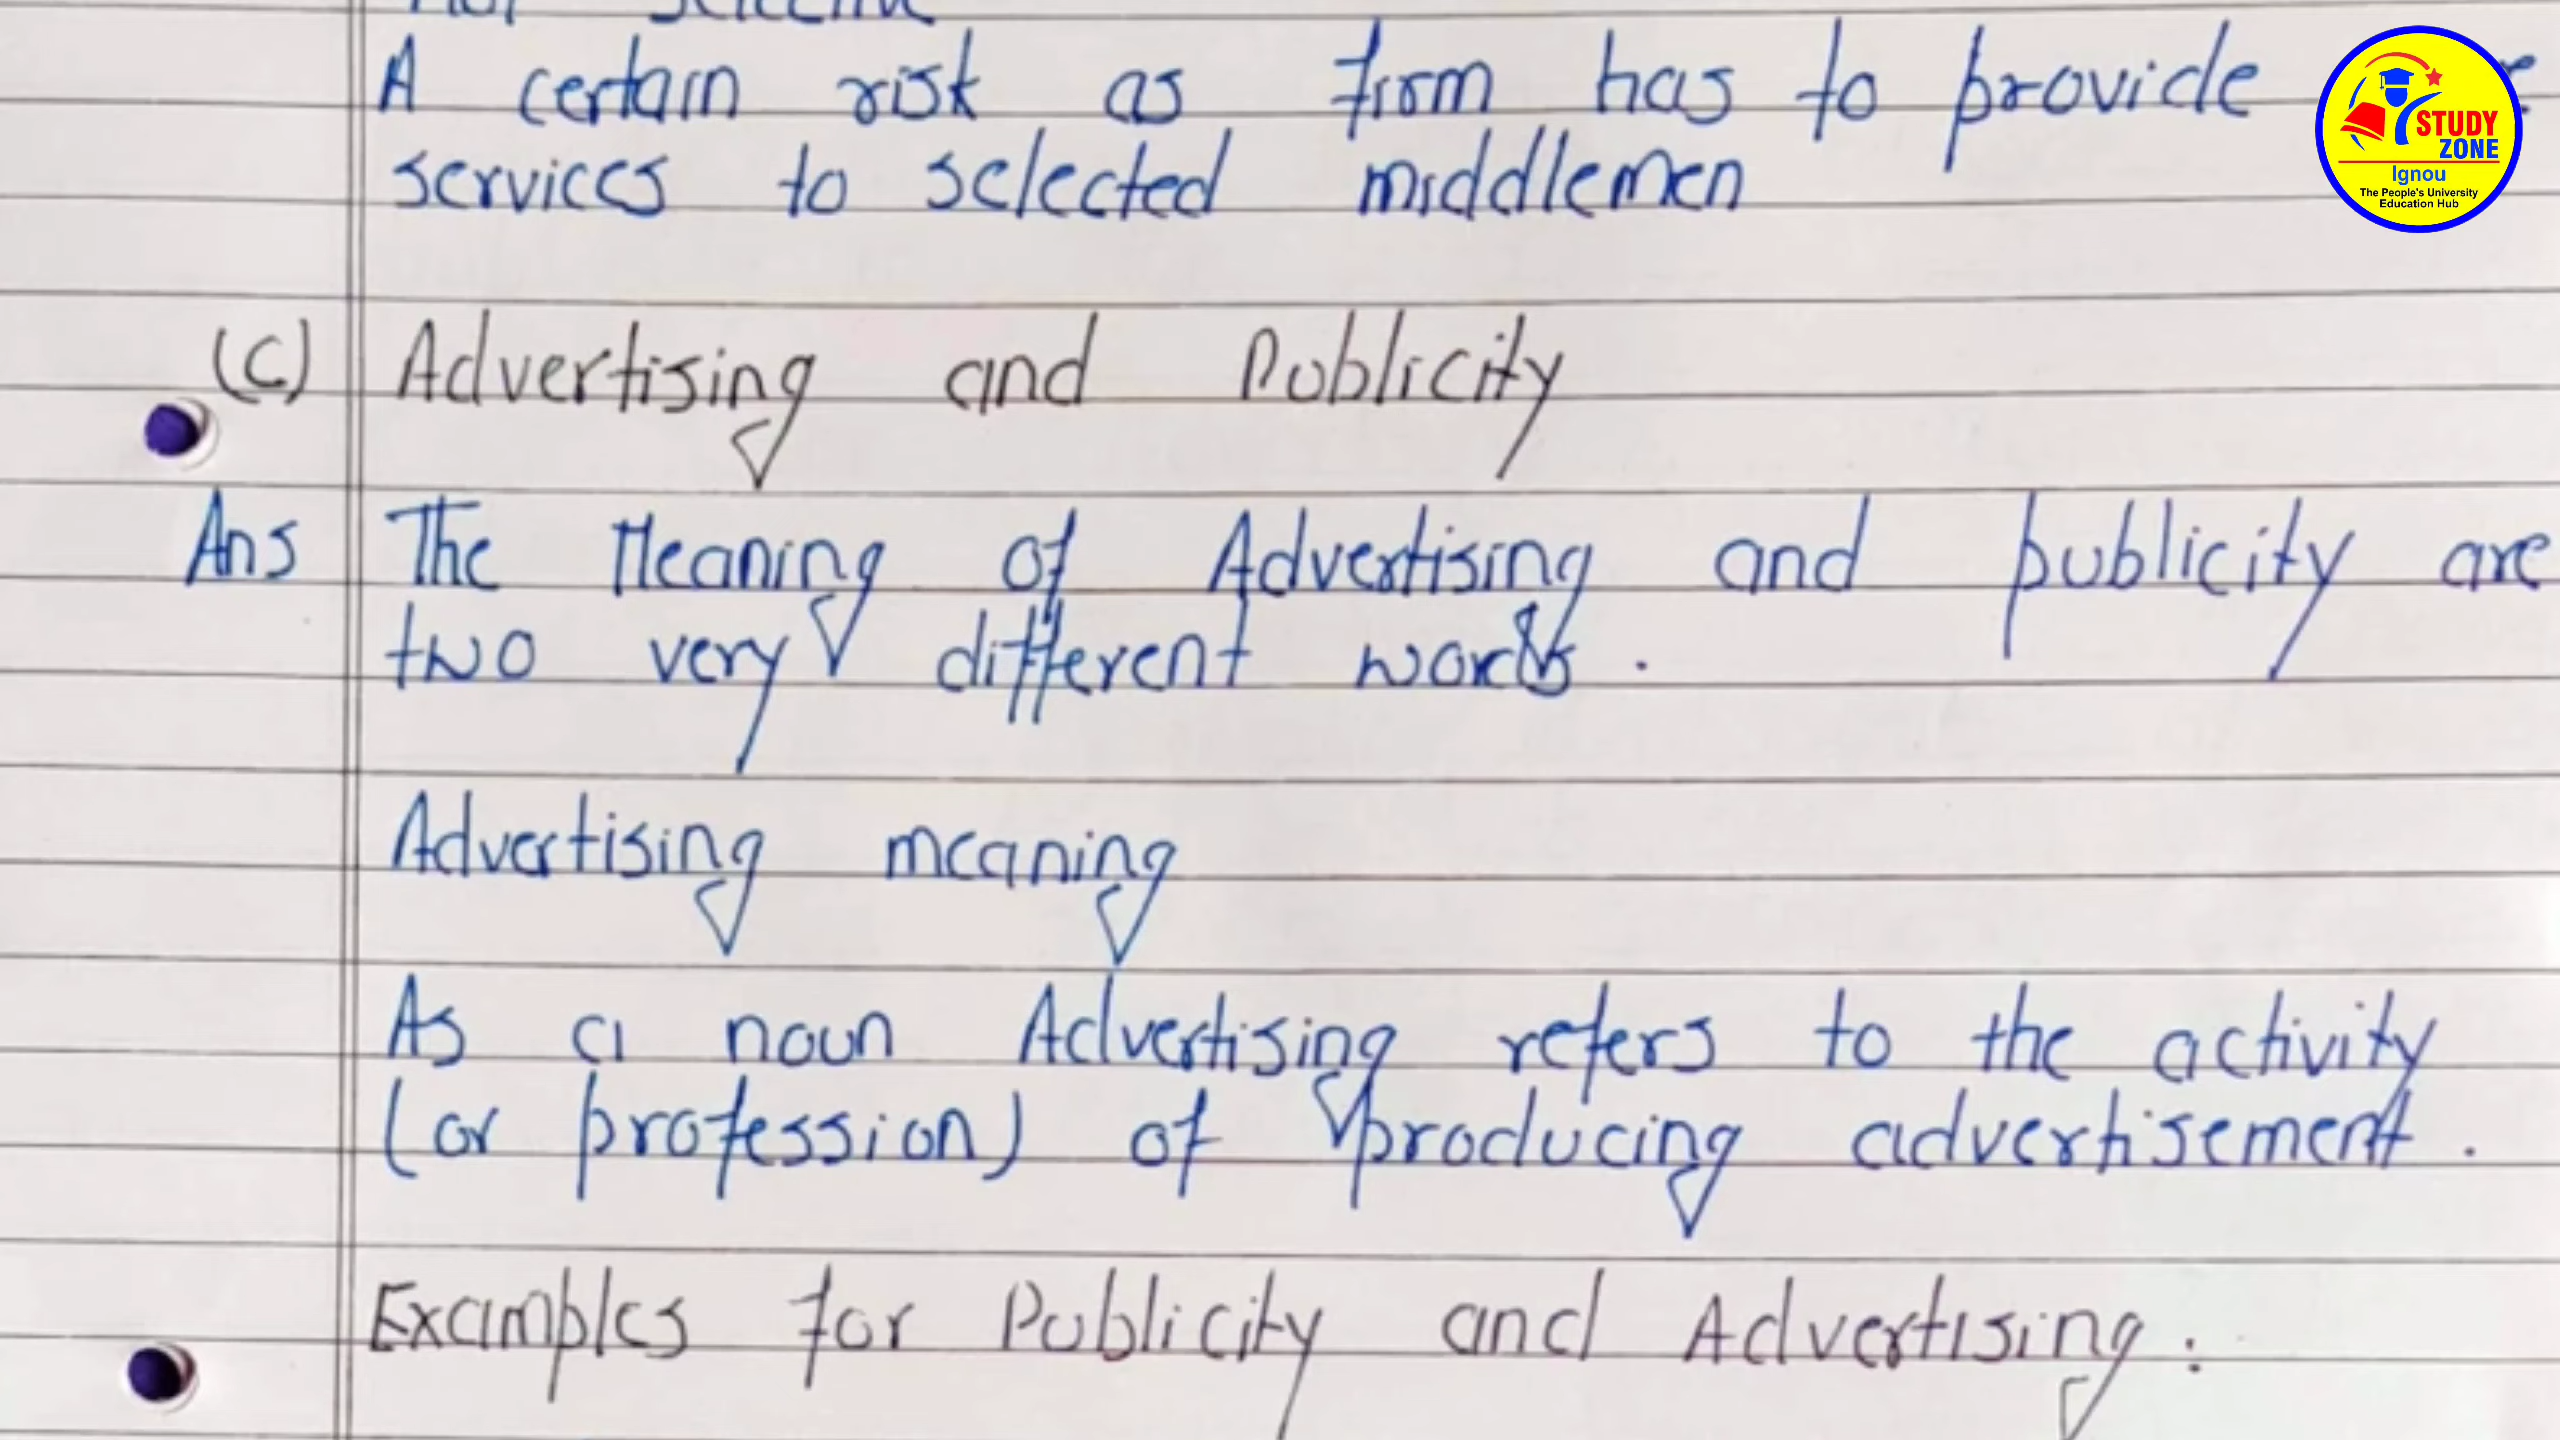 A certain risk as firm has to provide
services to selected middlemen
STUDY
ZONE
Ignou
The People's University
Education Hub
(C) Advertising and Publicity
Ans The Meaning of Advertising and publicity are
two very different words.
Advertising meaning
As a noun Advertising refers to the activity
(or profession) of producing advertisement.
Examples for Publicity and Advertising: